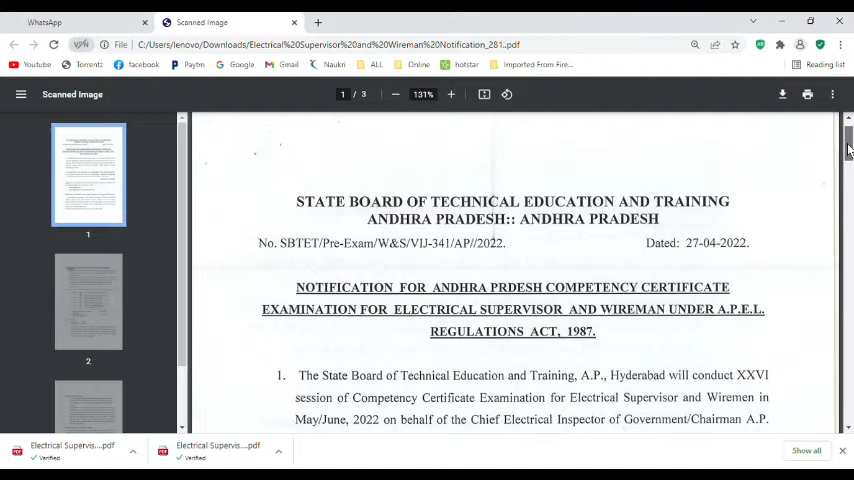 WhatsApp
Scanned Image
VPN
File
C:/Users/lenovo/Downloads/Electrical%20Supervisor%20and%20Wireman%20Notification_281..pdf
Youtube
Torrentz
facebook
Paytm
Google
Gmail
Naukri
ALL
Online
hotstar
Imported From Fire...
Reading list
Scanned Image
1 / 3
131%
STATE BOARD OF TECHNICAL EDUCATION AND TRAINING
ANDHRA PRADESH:: ANDHRA PRADESH
No. SBTET/Pre-Exam/W&S/VIJ-341/AP//2022.
Dated: 27-04-2022.
NOTIFICATION FOR ANDHRA PRDESH COMPETENCY CERTIFICATE
EXAMINATION FOR ELECTRICAL SUPERVISOR AND WIREMAN UNDER A.P.E.L.
REGULATIONS ACT, 1987.
1. The State Board of Technical Education and Training, A.P., Hyderabad will conduct XXVI
session of Competency Certificate Examination for Electrical Supervisor and Wiremen in
May/June, 2022 on behalf of the Chief Electrical Inspector of Government/Chairman A.P.
1
2
Electrical Supervis....pdf
Verified
Electrical Supervis....pdf
Verified
Show all